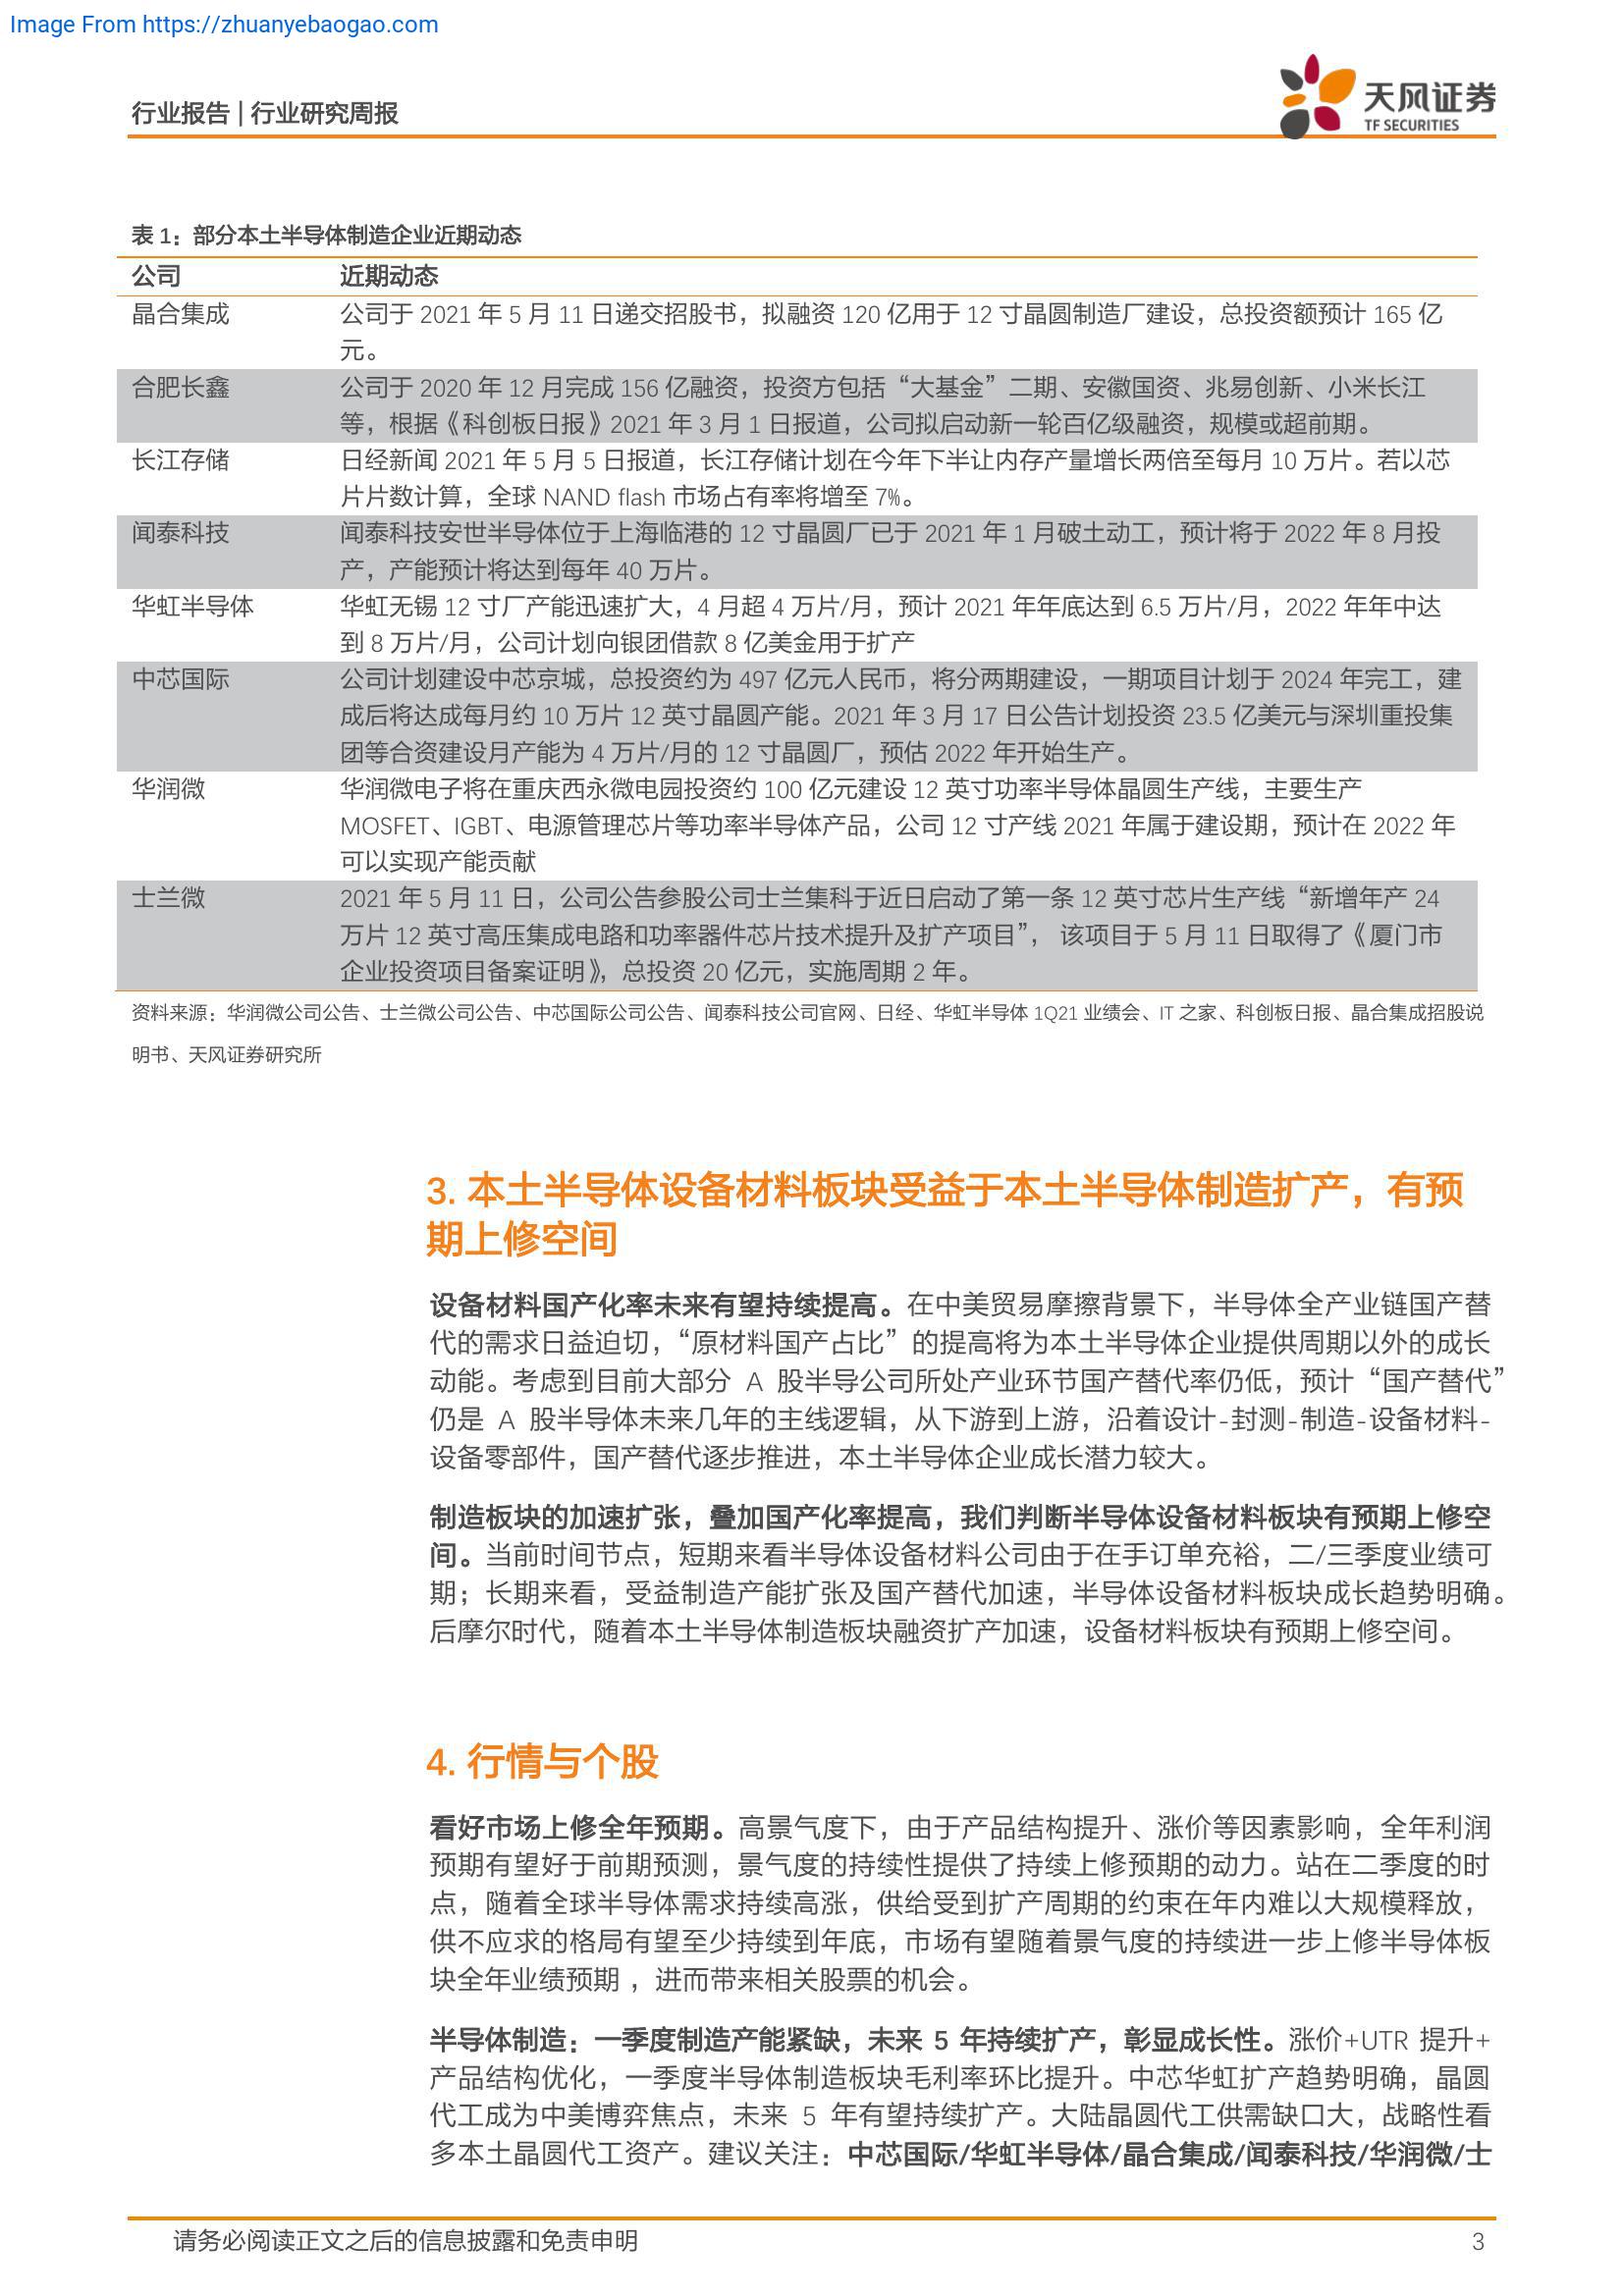 Image From https://zhuanyebaogao.com
行业报告 | 行业研究周报
天风证券
TF SECURITIES
表 1：部分本土半导体制造企业近期动态
公司 近期动态
晶合集成 公司于 2021 年 5 月 11 日递交招股书，拟融资 120 亿用于 12 寸晶圆制造厂建设，总投资额预计 165 亿
元。
合肥长鑫 公司于 2020 年 12 月完成 156 亿融资，投资方包括“大基金”二期、安徽国资、兆易创新、小米长江
等，根据《科创板日报》2021 年 3 月 1 日报道，公司拟启动新一轮百亿级融资，规模或超前期。
长江存储 日经新闻 2021 年 5 月 5 日报道，长江存储计划在今年下半让内存产量增长两倍至每月 10 万片。若以芯
片片数计算，全球 NAND flash 市场占有率将增至 7%。
闻泰科技 闻泰科技安世半导体位于上海临港的 12 寸晶圆厂已于 2021 年 1 月破土动工，预计将于 2022 年 8 月投
产，产能预计将达到每年 40 万片。
华虹半导体 华虹无锡 12 寸厂产能迅速扩大，4 月超 4 万片/月，预计 2021 年年底达到 6.5 万片/月，2022 年年中达
到 8 万片/月，公司计划向银团借款 8 亿美金用于扩产
中芯国际 公司计划建设中芯京城，总投资约为 497 亿元人民币，将分两期建设，一期项目计划于 2024 年完工，建
成后将达成每月约 10 万片 12 英寸晶圆产能。2021 年 3 月 17 日公告计划投资 23.5 亿美元与深圳重投集
团等合资建设月产能为 4 万片/月的 12 寸晶圆厂，预估 2022 年开始生产。
华润微 华润微电子将在重庆西永微电园投资约 100 亿元建设 12 英寸功率半导体晶圆生产线，主要生产
MOSFET、IGBT、电源管理芯片等功率半导体产品，公司 12 寸产线 2021 年属于建设期，预计在 2022 年
可以实现产能贡献
士兰微 2021 年 5 月 11 日，公司公告参股公司士兰集科于近日启动了第一条 12 英寸芯片生产线“新增年产 24
万片 12 英寸高压集成电路和功率器件芯片技术提升及扩产项目”， 该项目于 5 月 11 日取得了《厦门市
企业投资项目备案证明》，总投资 20 亿元，实施周期 2 年。
资料来源：华润微公司公告、士兰微公司公告、中芯国际公司公告、闻泰科技公司官网、日经、华虹半导体 1Q21 业绩会、IT 之家、科创板日报、晶合集成招股说
明书、天风证券研究所
3. 本土半导体设备材料板块受益于本土半导体制造扩产，有预
期上修空间
设备材料国产化率未来有望持续提高。在中美贸易摩擦背景下，半导体全产业链国产替
代的需求日益迫切，“原材料国产占比”的提高将为本土半导体企业提供周期以外的成长
动能。考虑到目前大部分 A 股半导公司所处产业环节国产替代率仍低，预计“国产替代”
仍是 A 股半导体未来几年的主线逻辑，从下游到上游，沿着设计-封测-制造-设备材料-
设备零部件，国产替代逐步推进，本土半导体企业成长潜力较大。
制造板块的加速扩张，叠加国产化率提高，我们判断半导体设备材料板块有预期上修空
间。当前时间节点，短期来看半导体设备材料公司由于在手订单充裕，二/三季度业绩可
期；长期来看，受益制造产能扩张及国产替代加速，半导体设备材料板块成长趋势明确。
后摩尔时代，随着本土半导体制造板块融资扩产加速，设备材料板块有预期上修空间。
4. 行情与个股
看好市场上修全年预期。高景气度下，由于产品结构提升、涨价等因素影响，全年利润
预期有望好于前期预测，景气度的持续性提供了持续上修预期的动力。站在二季度的时
点，随着全球半导体需求持续高涨，供给受到扩产周期的约束在年内难以大规模释放，
供不应求的格局有望至少持续到年底，市场有望随着景气度的持续进一步上修半导体板
块全年业绩预期 ，进而带来相关股票的机会。
半导体制造：一季度制造产能紧缺，未来 5 年持续扩产，彰显成长性。涨价+UTR 提升+
产品结构优化，一季度半导体制造板块毛利率环比提升。中芯华虹扩产趋势明确，晶圆
代工成为中美博弈焦点，未来 5 年有望持续扩产。大陆晶圆代工供需缺口大，战略性看
多本土晶圆代工资产。建议关注：中芯国际/华虹半导体/晶合集成/闻泰科技/华润微/士
请务必阅读正文之后的信息披露和免责申明 3